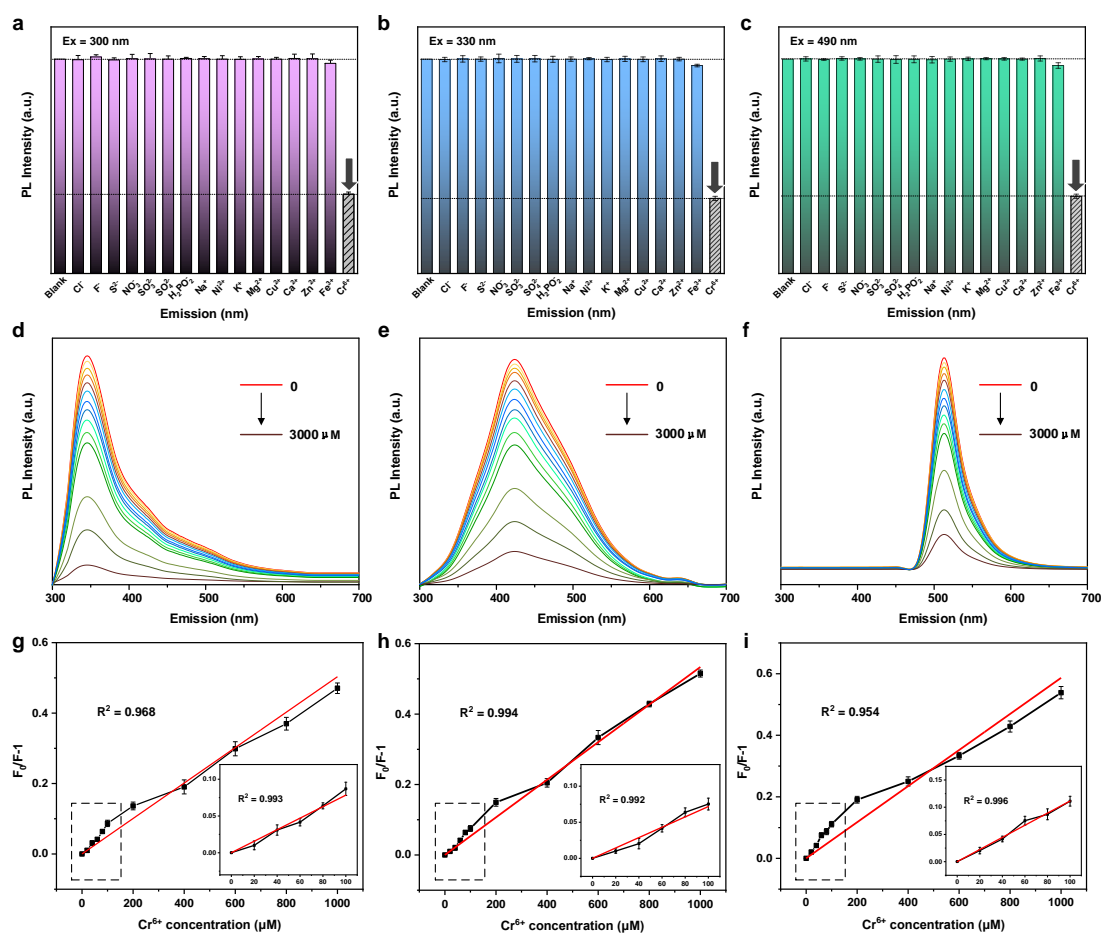 a
Ex = 300 nm
PL Intensity (a.u.)
Blank
Cl⁻
F⁻
S²⁻
NO₃⁻
SO₃²⁻
SO₄²⁻
H₂PO₂⁻
Na⁺
Ni²⁺
K⁺
Mg²⁺
Cu²⁺
Ca²⁺
Zn²⁺
Fe³⁺
Cr⁶⁺
Emission (nm)
b
Ex = 330 nm
PL Intensity (a.u.)
Blank
Cl⁻
F⁻
S²⁻
NO₃⁻
SO₃²⁻
SO₄²⁻
H₂PO₂⁻
Na⁺
Ni²⁺
K⁺
Mg²⁺
Cu²⁺
Ca²⁺
Zn²⁺
Fe³⁺
Cr⁶⁺
Emission (nm)
c
Ex = 490 nm
PL Intensity (a.u.)
Blank
Cl⁻
F⁻
S²⁻
NO₃⁻
SO₃²⁻
SO₄²⁻
H₂PO₂⁻
Na⁺
Ni²⁺
K⁺
Mg²⁺
Cu²⁺
Ca²⁺
Zn²⁺
Fe³⁺
Cr⁶⁺
Emission (nm)
d
PL Intensity (a.u.)
0
3000 μM
300 400 500 600 700
Emission (nm)
e
PL Intensity (a.u.)
0
3000 μM
300 400 500 600 700
Emission (nm)
f
PL Intensity (a.u.)
0
3000 μM
300 400 500 600 700
Emission (nm)
g
F₀/F-1
0.6
0.4
0.2
0.0
R² = 0.968
0.10
0.05
0.00
R² = 0.993
0 20 40 60 80 100
0 200 400 600 800 1000
Cr⁶⁺ concentration (μM)
h
F₀/F-1
0.6
0.4
0.2
0.0
R² = 0.994
0.10
0.05
0.00
R² = 0.992
0 20 40 60 80 100
0 200 400 600 800 1000
Cr⁶⁺ concentration (μM)
i
F₀/F-1
0.6
0.4
0.2
0.0
R² = 0.954
0.15
0.10
0.05
0.00
R² = 0.996
0 20 40 60 80 100
0 200 400 600 800 1000
Cr⁶⁺ concentration (μM)